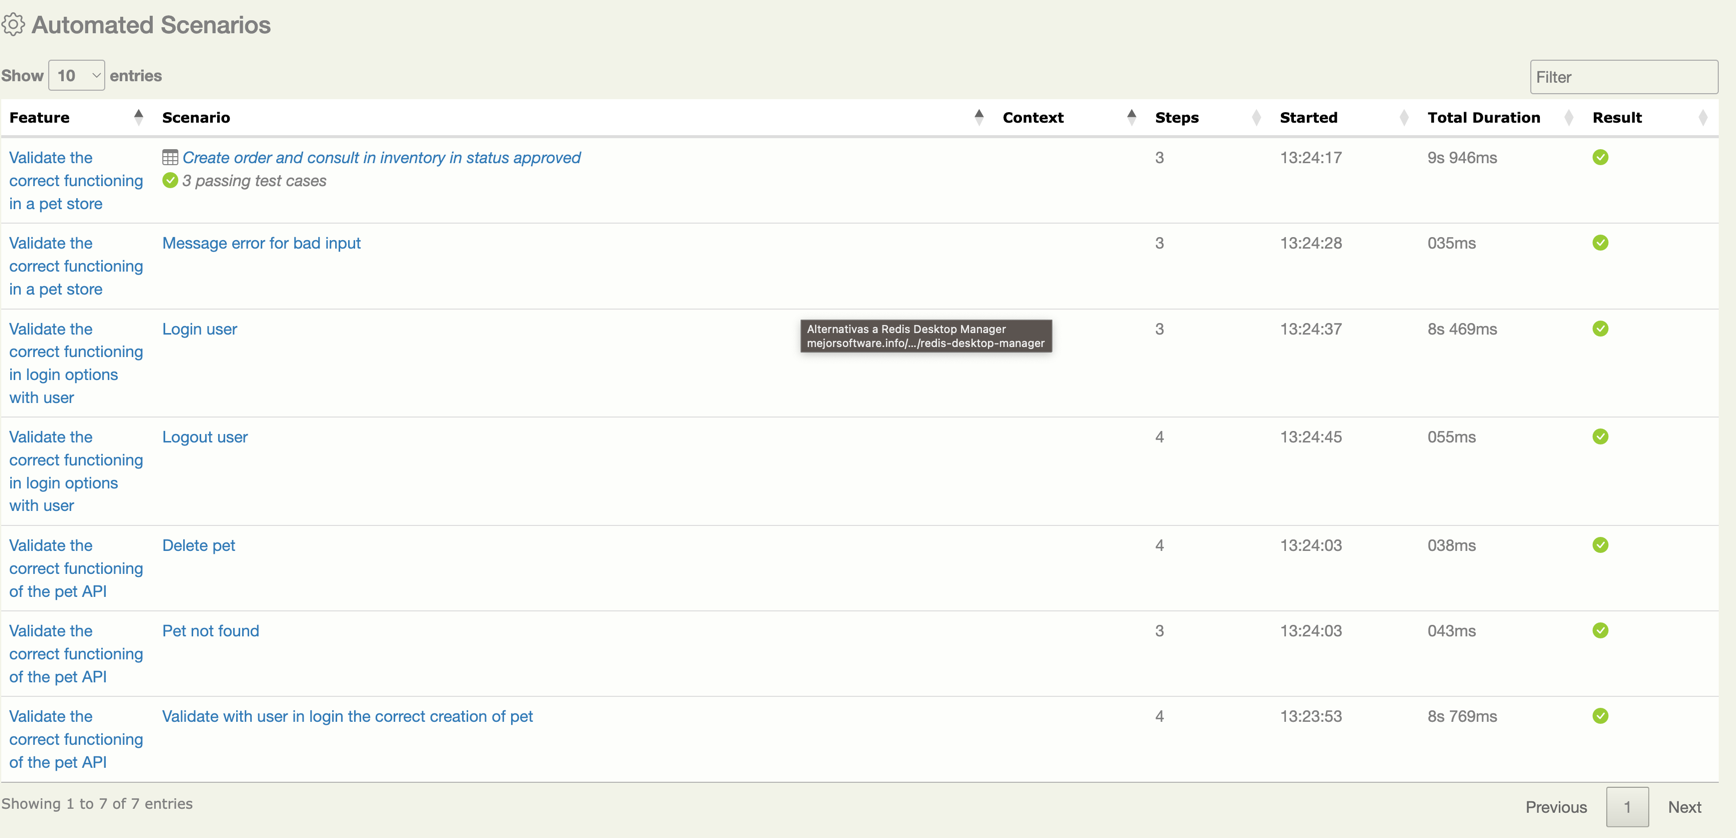 Automated Scenarios
Show 10 entries
Filter
Feature Scenario Context Steps Started Total Duration Result
Validate the correct functioning in a pet store
Create order and consult in inventory in status approved
3 passing test cases
3 13:24:17 9s 946ms
Validate the correct functioning in a pet store
Message error for bad input
3 13:24:28 035ms
Validate the correct functioning in login options with user
Login user
Alternativas a Redis Desktop Manager
mejorsoftware.info/.../redis-desktop-manager
3 13:24:37 8s 469ms
Validate the correct functioning in login options with user
Logout user
4 13:24:45 055ms
Validate the correct functioning of the pet API
Delete pet
4 13:24:03 038ms
Validate the correct functioning of the pet API
Pet not found
3 13:24:03 043ms
Validate the correct functioning of the pet API
Validate with user in login the correct creation of pet
4 13:23:53 8s 769ms
Showing 1 to 7 of 7 entries
Previous 1 Next